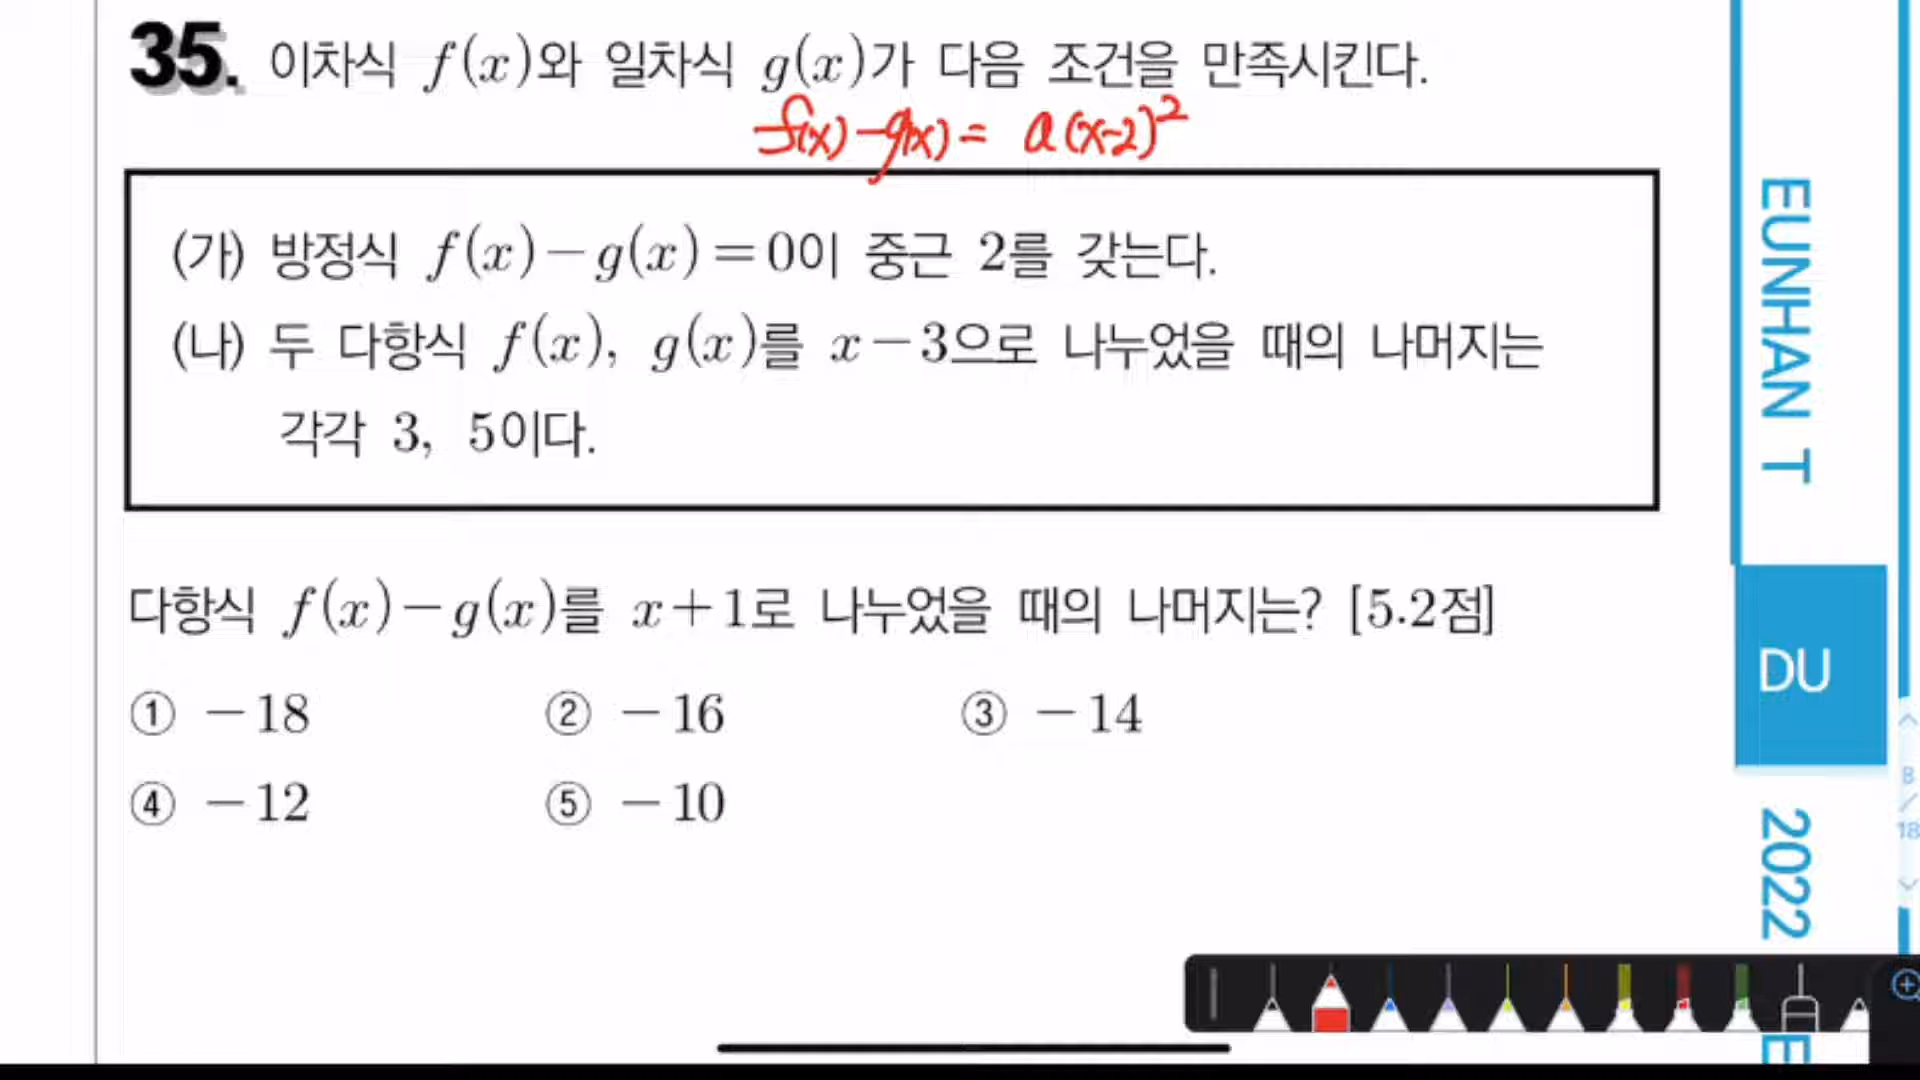 35. 이차식 f(x)와 일차식 g(x)가 다음 조건을 만족시킨다.
f(x)-g(x) = a(x-2)²
(가) 방정식 f(x)-g(x)=0이 중근 2를 갖는다.
(나) 두 다항식 f(x), g(x)를 x-3으로 나누었을 때의 나머지는
각각 3, 5이다.
다항식 f(x)-g(x)를 x+1로 나누었을 때의 나머지는? [5.2점]
① -18 ② -16 ③ -14
④ -12 ⑤ -10
EUNHAN T
DU
2022
E
8
/
18